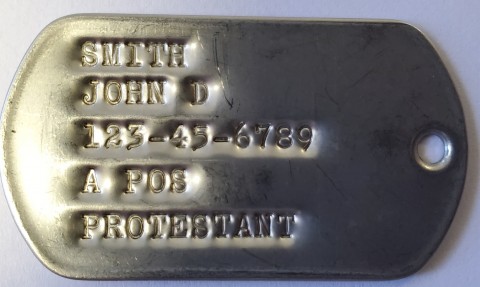 SMITH
JOHN D
123-45-6789
A POS
PROTESTANT